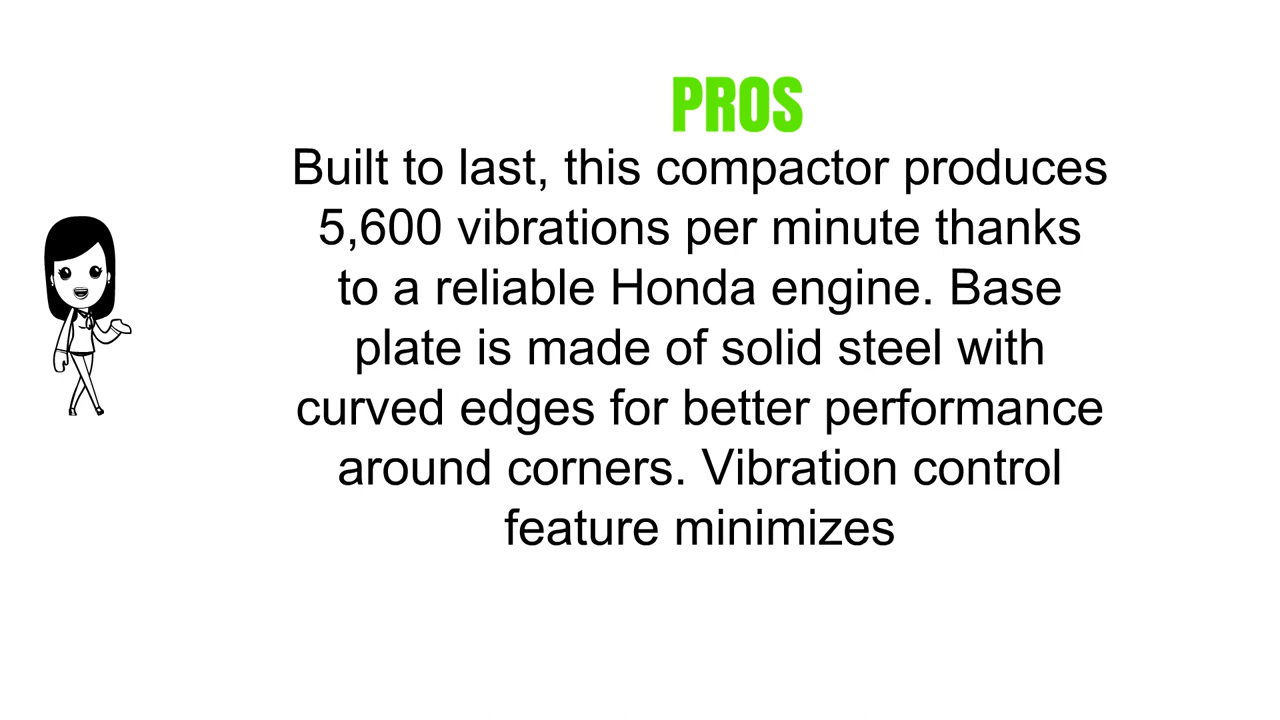 PROS
Built to last, this compactor produces
5,600 vibrations per minute thanks
to a reliable Honda engine. Base
plate is made of solid steel with
curved edges for better performance
around corners. Vibration control
feature minimizes